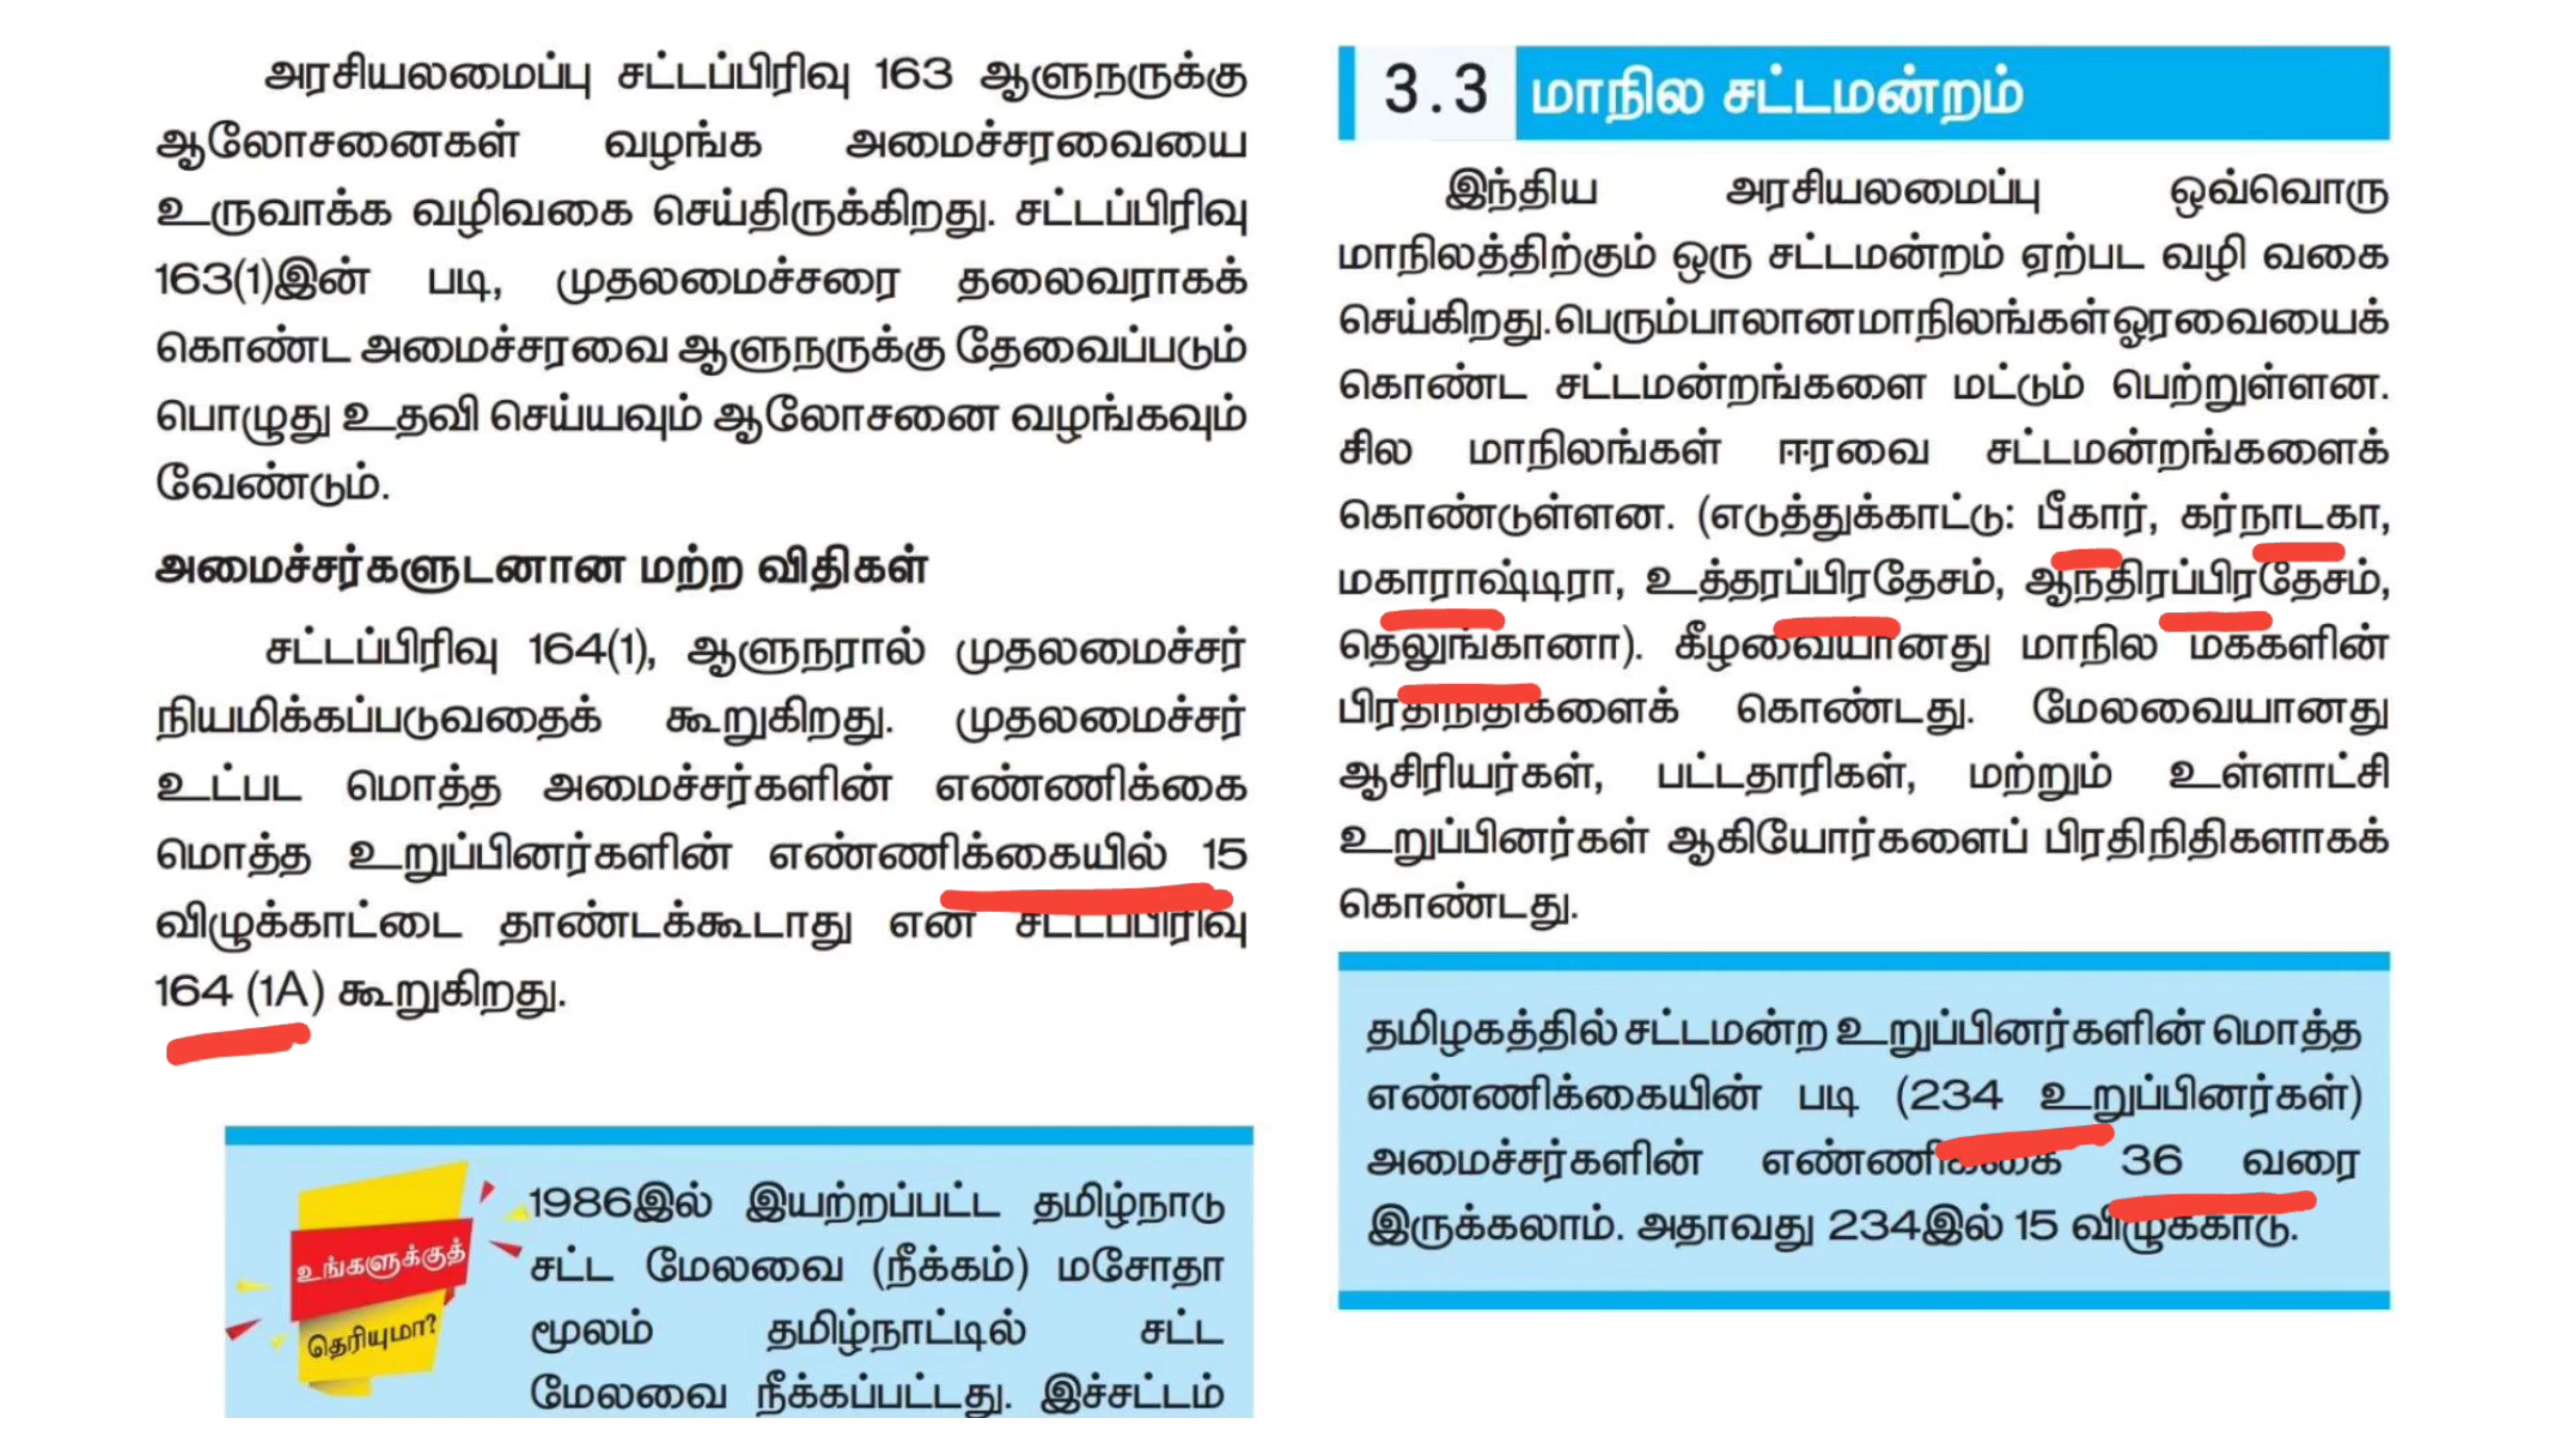 அரசியலமைப்பு சட்டப்பிரிவு 163 ஆளுநருக்கு
ஆலோசனைகள் வழங்க அமைச்சரவையை
உருவாக்க வழிவகை செய்திருக்கிறது. சட்டப்பிரிவு
163(1)இன் படி, முதலமைச்சரை தலைவராகக்
கொண்ட அமைச்சரவை ஆளுநருக்கு தேவைப்படும்
பொழுது உதவி செய்யவும் ஆலோசனை வழங்கவும்
வேண்டும்.
அமைச்சர்களுடனான மற்ற விதிகள்
சட்டப்பிரிவு 164(1), ஆளுநரால் முதலமைச்சர்
நியமிக்கப்படுவதைக் கூறுகிறது. முதலமைச்சர்
உட்பட மொத்த அமைச்சர்களின் எண்ணிக்கை
மொத்த உறுப்பினர்களின் எண்ணிக்கையில் 15
விழுக்காட்டை தாண்டக்கூடாது என சட்டப்பிரிவு
164 (1A) கூறுகிறது.
உங்களுக்குத்
தெரியுமா?
1986இல் இயற்றப்பட்ட தமிழ்நாடு
சட்ட மேலவை (நீக்கம்) மசோதா
மூலம் தமிழ்நாட்டில் சட்ட
மேலவை நீக்கப்பட்டது. இச்சட்டம்
3.3 மாநில சட்டமன்றம்
இந்திய அரசியலமைப்பு ஒவ்வொரு
மாநிலத்திற்கும் ஒரு சட்டமன்றம் ஏற்பட வழி வகை
செய்கிறது.பெரும்பாலான மாநிலங்கள் ஓரவையைக்
கொண்ட சட்டமன்றங்களை மட்டும் பெற்றுள்ளன.
சில மாநிலங்கள் ஈரவை சட்டமன்றங்களைக்
கொண்டுள்ளன. (எடுத்துக்காட்டு: பீகார், கர்நாடகா,
மகாராஷ்டிரா, உத்தரப்பிரதேசம், ஆந்திரப்பிரதேசம்,
தெலுங்கானா). கீழவையானது மாநில மக்களின்
பிரதிநிதிகளைக் கொண்டது. மேலவையானது
ஆசிரியர்கள், பட்டதாரிகள், மற்றும் உள்ளாட்சி
உறுப்பினர்கள் ஆகியோர்களைப் பிரதிநிதிகளாகக்
கொண்டது.
தமிழகத்தில் சட்டமன்ற உறுப்பினர்களின் மொத்த
எண்ணிக்கையின் படி (234 உறுப்பினர்கள்)
அமைச்சர்களின் எண்ணிக்கை 36 வரை
இருக்கலாம். அதாவது 234இல் 15 விழுக்காடு.